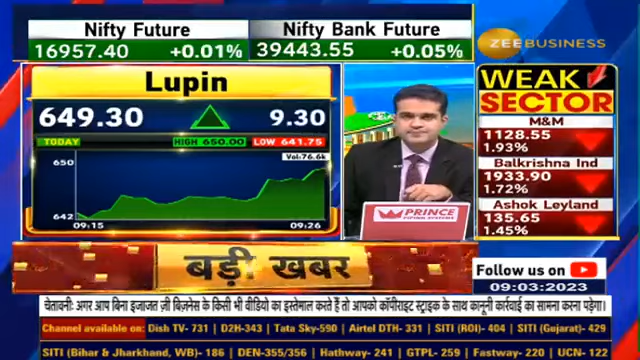 Nifty Future
16957.40 +0.01%
Nifty Bank Future
39443.55 +0.05%
ZEE BUSINESS
Lupin
649.30 9.30
TODAY HIGH 650.00 LOW 641.75
Vol:76.6k
650
642
09:15 09:26
PRINCE
PIPING SYSTEMS
WEAK
SECTOR
M&M
1128.55
1.93%
Balkrishna Ind
1933.90
1.72%
Ashok Leyland
135.65
1.45%
बड़ी खबर
Follow us on
09:03:2023
चेतावनी: अगर आप बिना इजाजत ज़ी बिज़नेस के किसी भी वीडियो का इस्तेमाल करते हैं तो आपको कॉपीराइट स्ट्राइक के साथ कानूनी कार्रवाई का सामना करना पड़ेगा।
Channel available on: Dish TV- 731 | D2H-343 | Tata Sky-590 | Airtel DTH- 331 | SITI (ROI) - 404 | SITI (Gujarat) - 429
SITI (Bihar & Jharkhand, WB)- 186 | DEN-355/356 | Hathway- 241 | GTPL- 259 | Fastway- 220 | UCN- 122